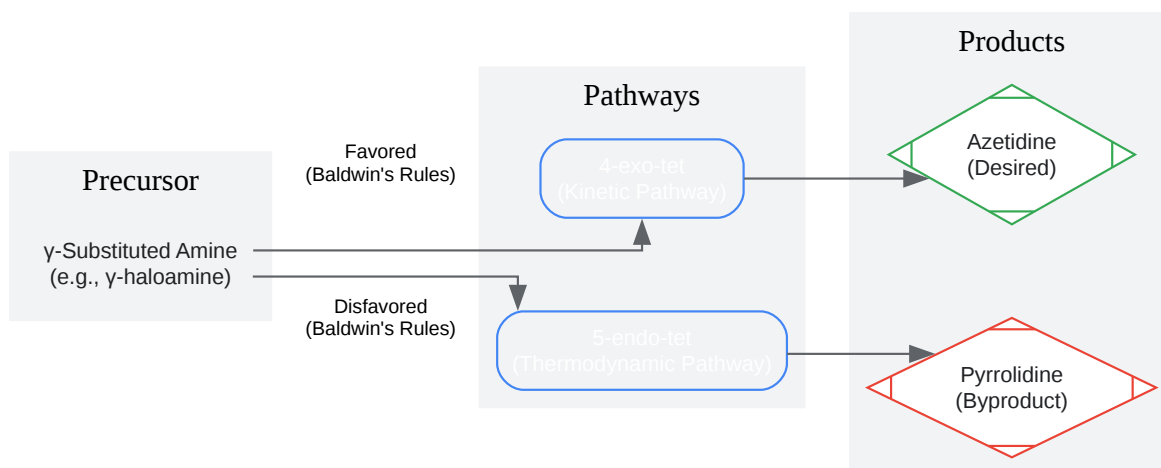 Precursor
γ-Substituted Amine
(e.g., γ-haloamine)
Favored
(Baldwin's Rules)
Disfavored
(Baldwin's Rules)
Pathways
4-exo-tet
(Kinetic Pathway)
5-endo-tet
(Thermodynamic Pathway)
Products
Azetidine
(Desired)
Pyrrolidine
(Byproduct)